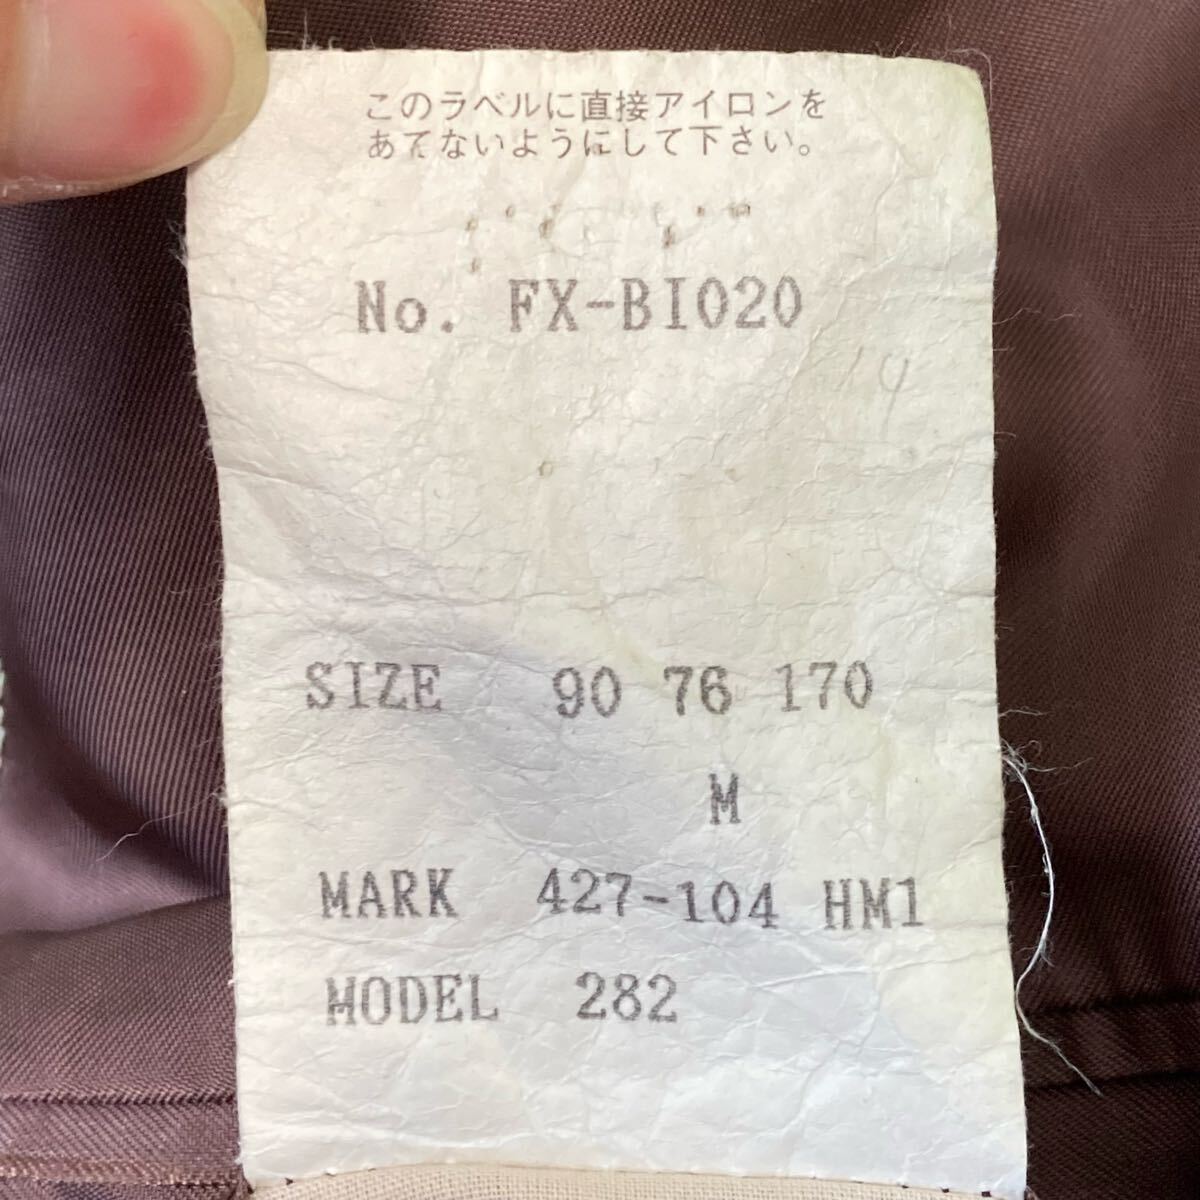 このラベルに直接アイロンを
あてないようにして下さい。
No. FX-BI020
SIZE 90 76 170
M
MARK 427-104 HM1
MODEL 282